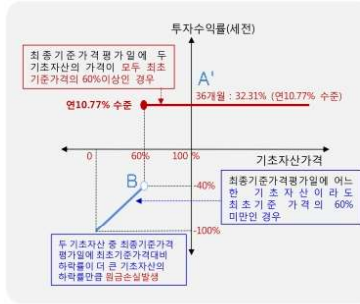 투자수익률(세전)
최종기준가격평가일에 두
기초자산의 가격이 모두 최초
기준가격의 60%이상인 경우
A'
36개월 : 32.31% (연10.77% 수준)
연10.77% 수준
0 60% 100 %
기초자산가격
B
-40%
최종기준가격평가일에 어느
한 기초자산이라도
최초기준 가격의 60%
미만인 경우
-100%
두 기초자산 중 최종기준가격
평가일에 최초기준가격대비
하락률이 더 큰 기초자산의
하락률만큼 원금손실발생